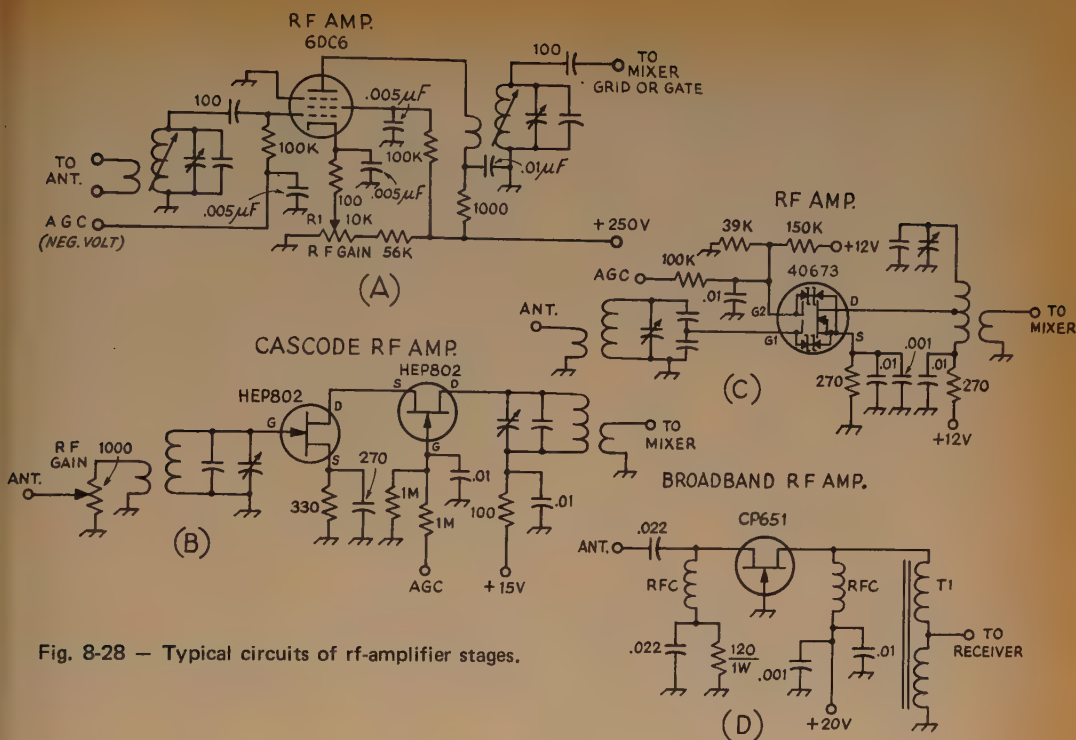 RF AMP.
6DC6
100
TO
MIXER
GRID OR GATE
.005µF
100
100K
100K
.01µF
TO
ANT.
.005µF
.005µF
100
1000
AGC
(NEG. VOLT)
R1
10K
RF GAIN
56K
+250V
(A)
RF AMP.
39K
150K
+12V
AGC
100K
40673
.01
G2
D
ANT.
G1
S
TO
MIXER
.001
270
.01
.01
270
+12V
(C)
CASCODE RF AMP.
HEP802
HEP802
S
D
D
G
G
S
RF
GAIN
1000
ANT.
270
330
1M
1M
.01
100
.01
TO
MIXER
AGC
+15V
(B)
BROADBAND RF AMP.
CP651
.022
ANT.
RFC
RFC
T1
.022
120
1W
.001
.01
TO
RECEIVER
+20V
(D)
Fig. 8-28 — Typical circuits of rf-amplifier stages.